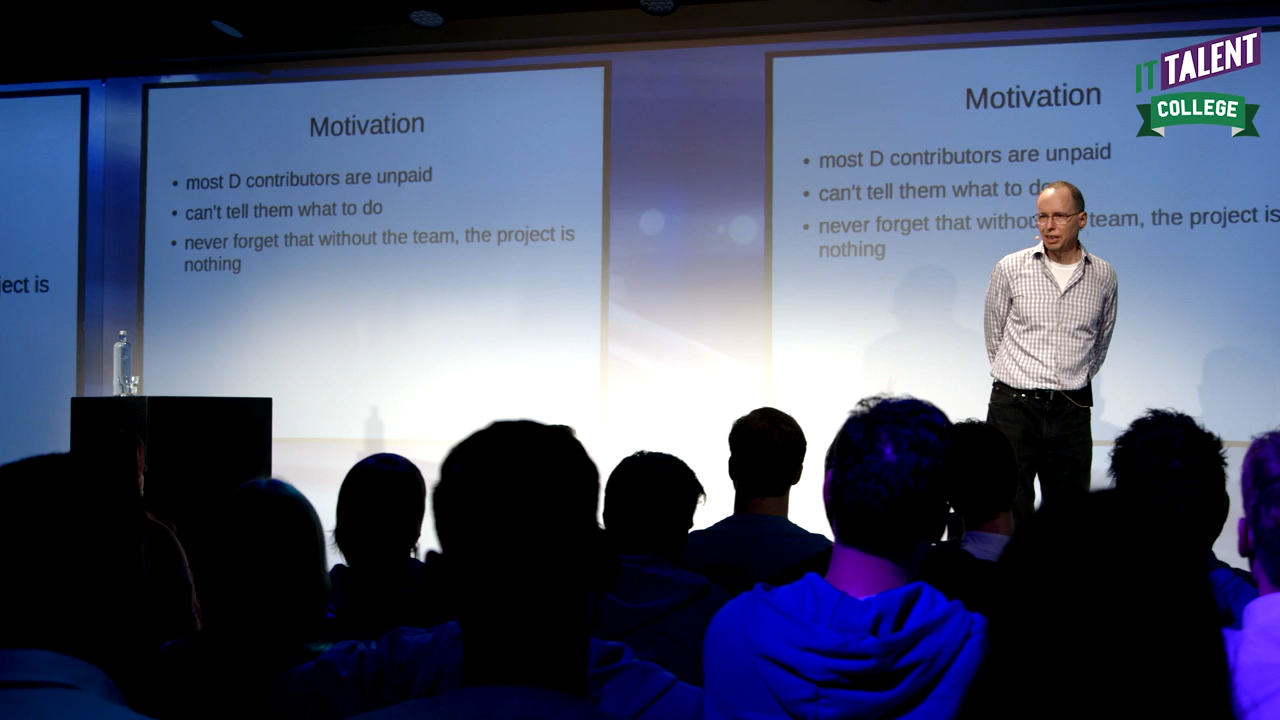 ject is
Motivation
• most D contributors are unpaid
• can't tell them what to do
• never forget that without the team, the project is
nothing
Motivation
• most D contributors are unpaid
• can't tell them what to do
• never forget that without team, the project is
nothing
IT TALENT
COLLEGE